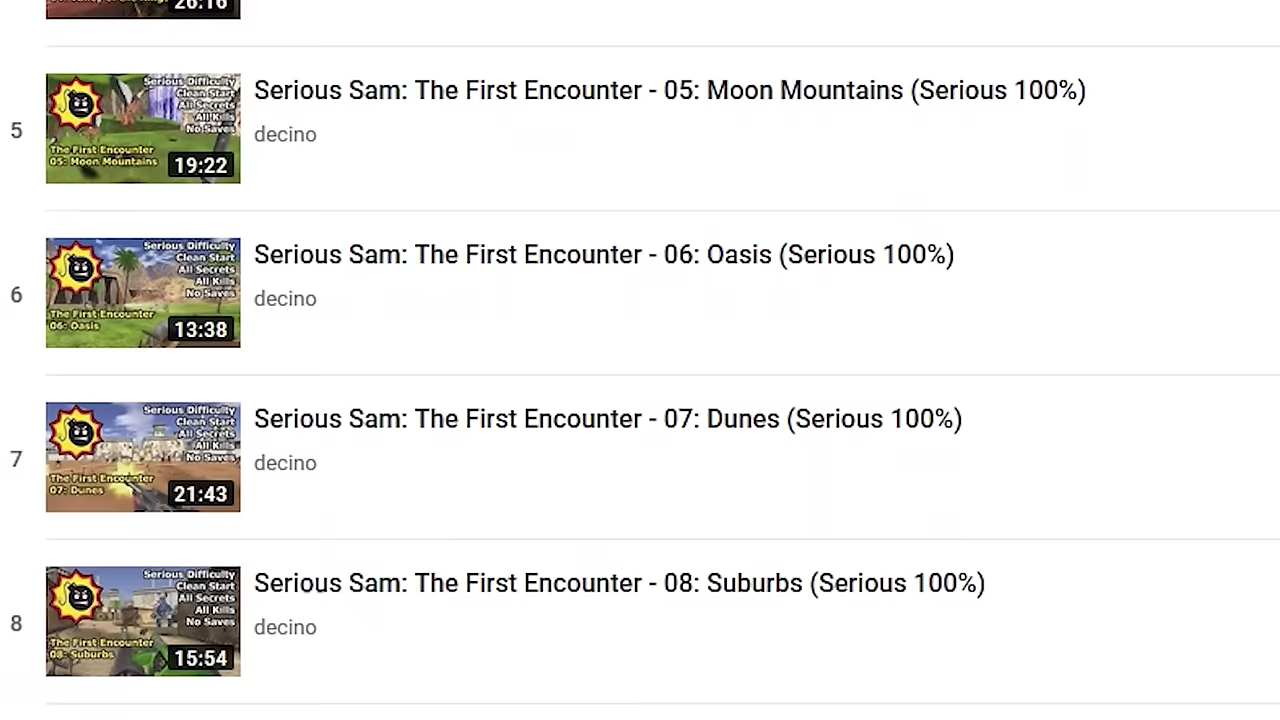 26:16
5
Serious Difficulty
Clean Start
All Secrets
All Kills
No Saves
The First Encounter
05: Moon Mountains
19:22
Serious Sam: The First Encounter - 05: Moon Mountains (Serious 100%)
decino
6
Serious Difficulty
Clean Start
All Secrets
All Kills
No Saves
The First Encounter
06: Oasis
13:38
Serious Sam: The First Encounter - 06: Oasis (Serious 100%)
decino
7
Serious Difficulty
Clean Start
All Secrets
All Kills
No Saves
The First Encounter
07: Dunes
21:43
Serious Sam: The First Encounter - 07: Dunes (Serious 100%)
decino
8
Serious Difficulty
Clean Start
All Secrets
All Kills
No Saves
The First Encounter
08: Suburbs
15:54
Serious Sam: The First Encounter - 08: Suburbs (Serious 100%)
decino